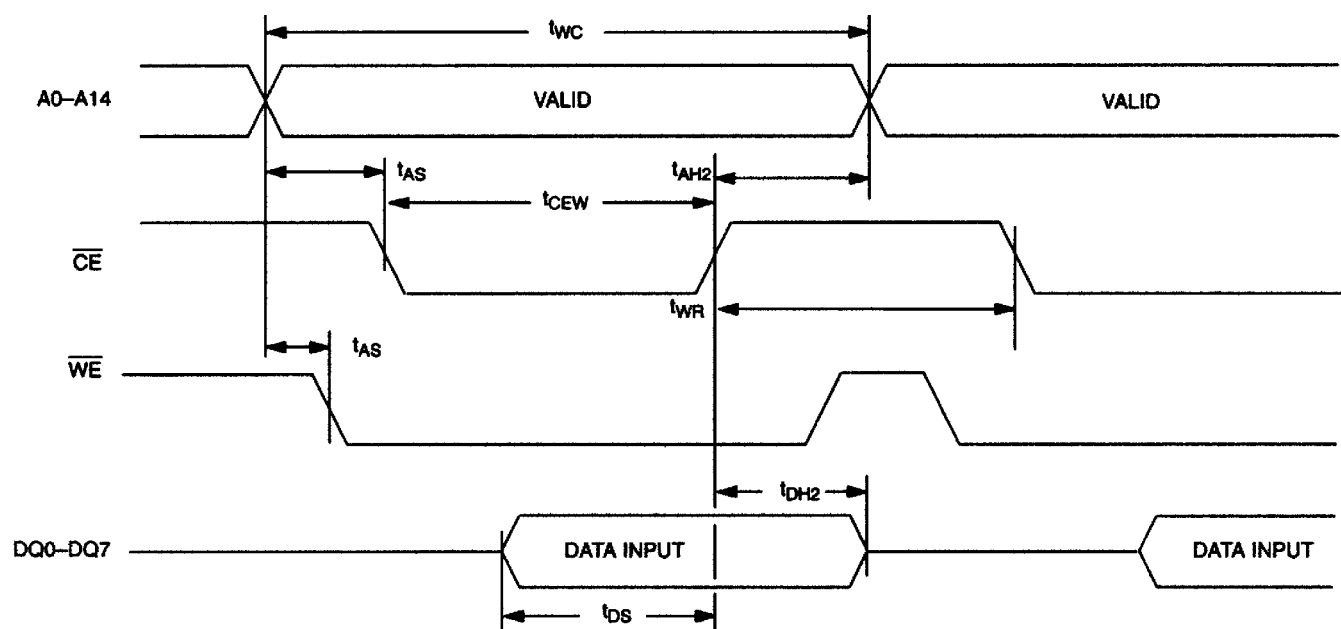 tWC
A0–A14
VALID
VALID
tAS
tAH2
tCEW
CE
tWR
tAS
WE
tDH2
DQ0–DQ7
DATA INPUT
DATA INPUT
tDS